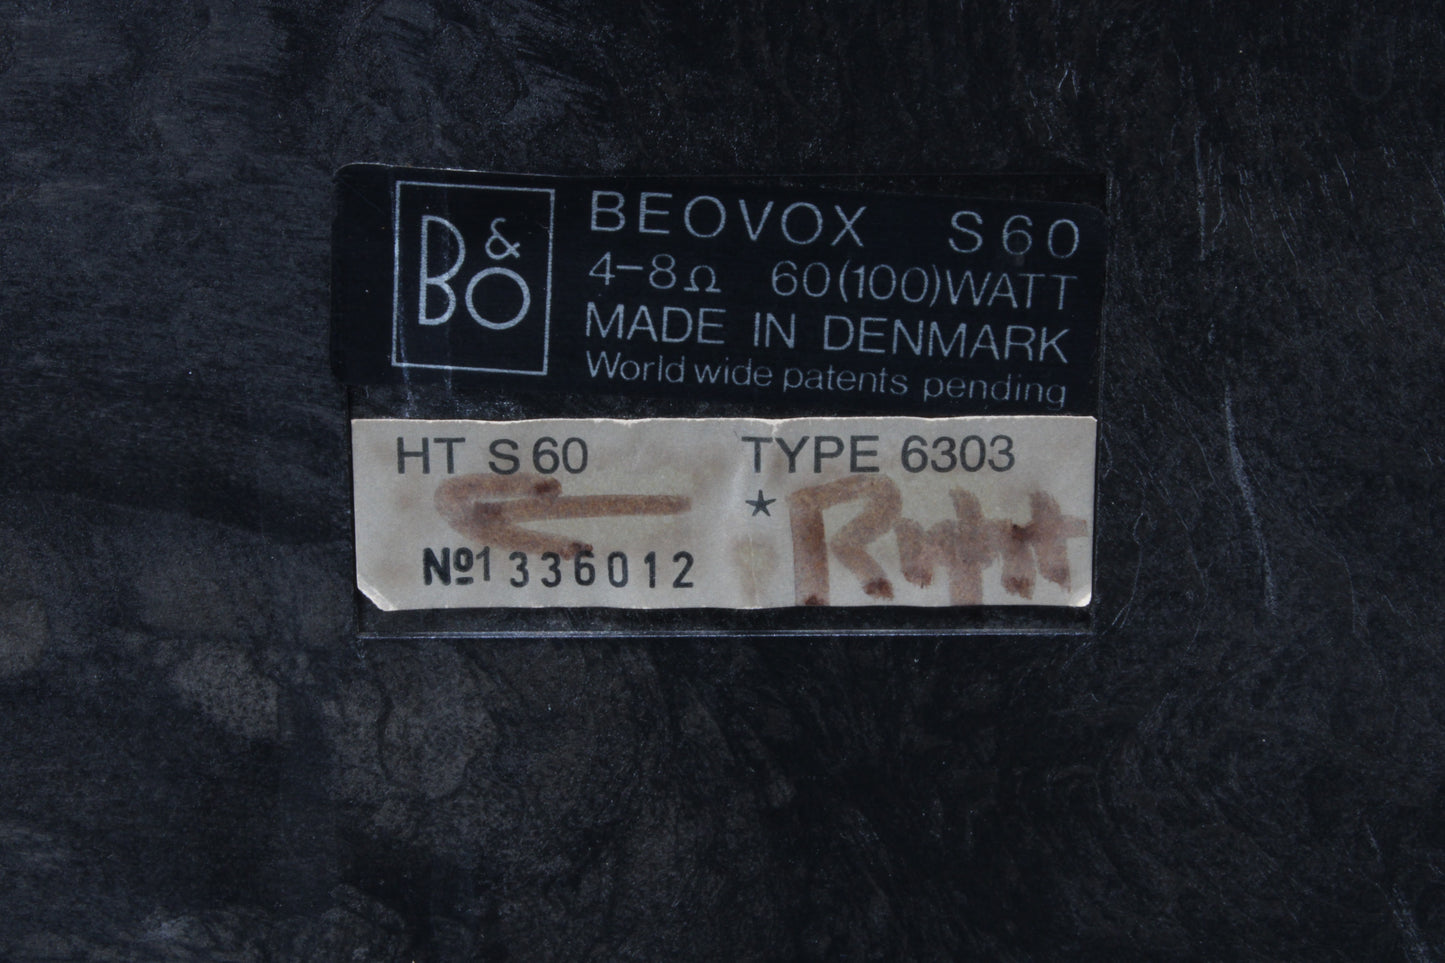 B&O
BEOVOX S60
4-8Ω 60(100)WATT
MADE IN DENMARK
World wide patents pending
HT S60 TYPE 6303
★ Right
№1336012